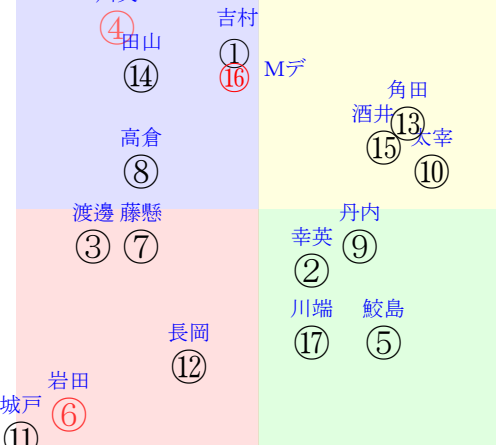 吉村
④
田山
①
⑭
⑯ Mデ
角田
酒井
⑬
太宰
高倉
⑮
⑧
⑩
渡邊 藤懸
丹内
幸英
③ ⑦
⑨
②
川端 鮫島
長岡
⑰ ⑤
⑫
岩田
城戸
⑥
⑪